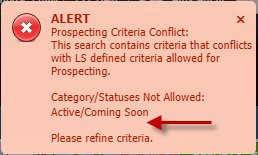 ALERT
Prospecting Criteria Conflict:
This search contains criteria that conflicts
with LS defined criteria allowed for
Prospecting.
Category/Statuses Not Allowed:
Active/Coming Soon
Please refine criteria.